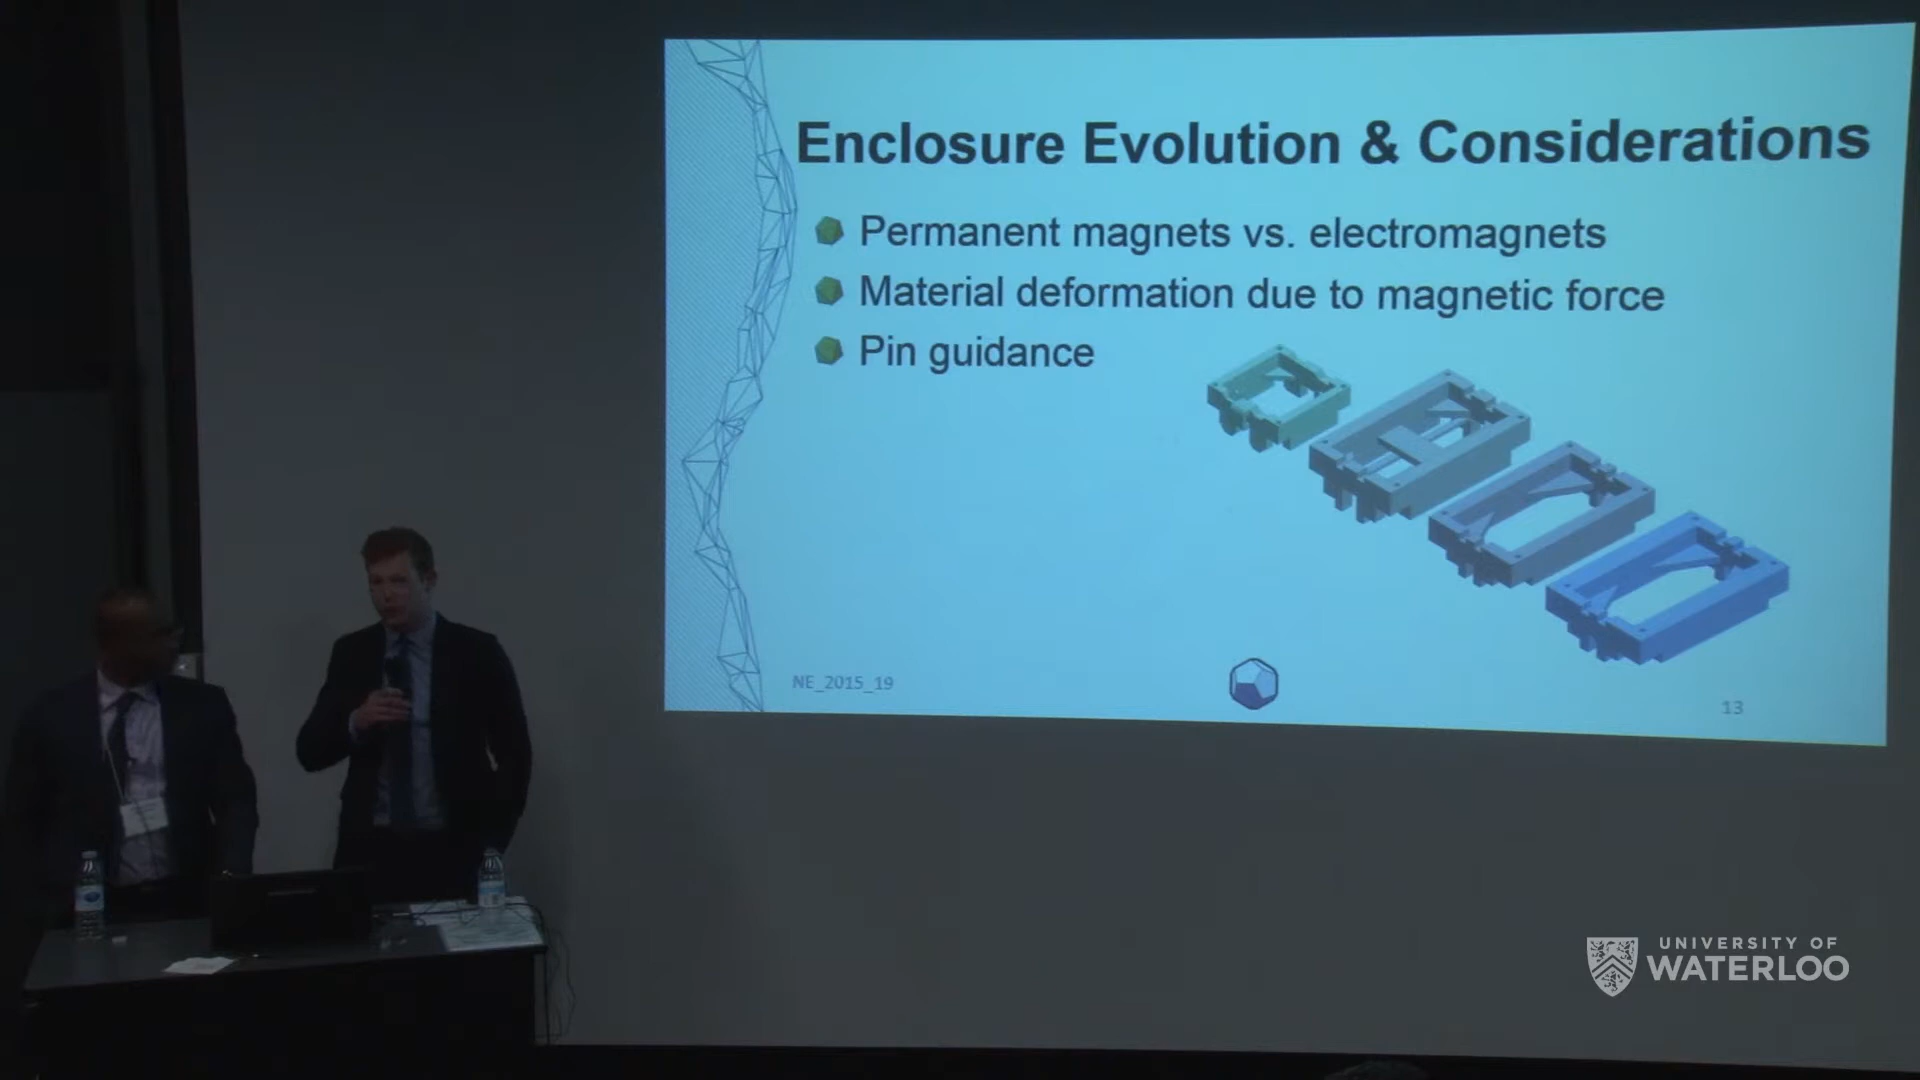 Enclosure Evolution & Considerations
Permanent magnets vs. electromagnets
Material deformation due to magnetic force
Pin guidance
NE_2015_19
13
UNIVERSITY OF
WATERLOO